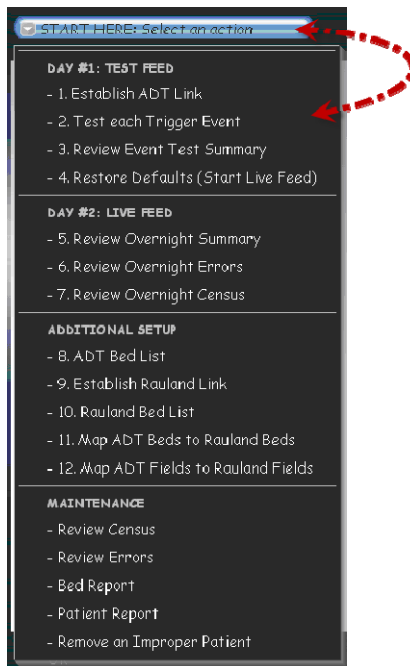 START HERE: Select an action
DAY #1: TEST FEED
- 1. Establish ADT Link
- 2. Test each Trigger Event
- 3. Review Event Test Summary
- 4. Restore Defaults (Start Live Feed)
DAY #2: LIVE FEED
- 5. Review Overnight Summary
- 6. Review Overnight Errors
- 7. Review Overnight Census
ADDITIONAL SETUP
- 8. ADT Bed List
- 9. Establish Rauland Link
- 10. Rauland Bed List
- 11. Map ADT Beds to Rauland Beds
- 12. Map ADT Fields to Rauland Fields
MAINTENANCE
- Review Census
- Review Errors
- Bed Report
- Patient Report
- Remove an Improper Patient